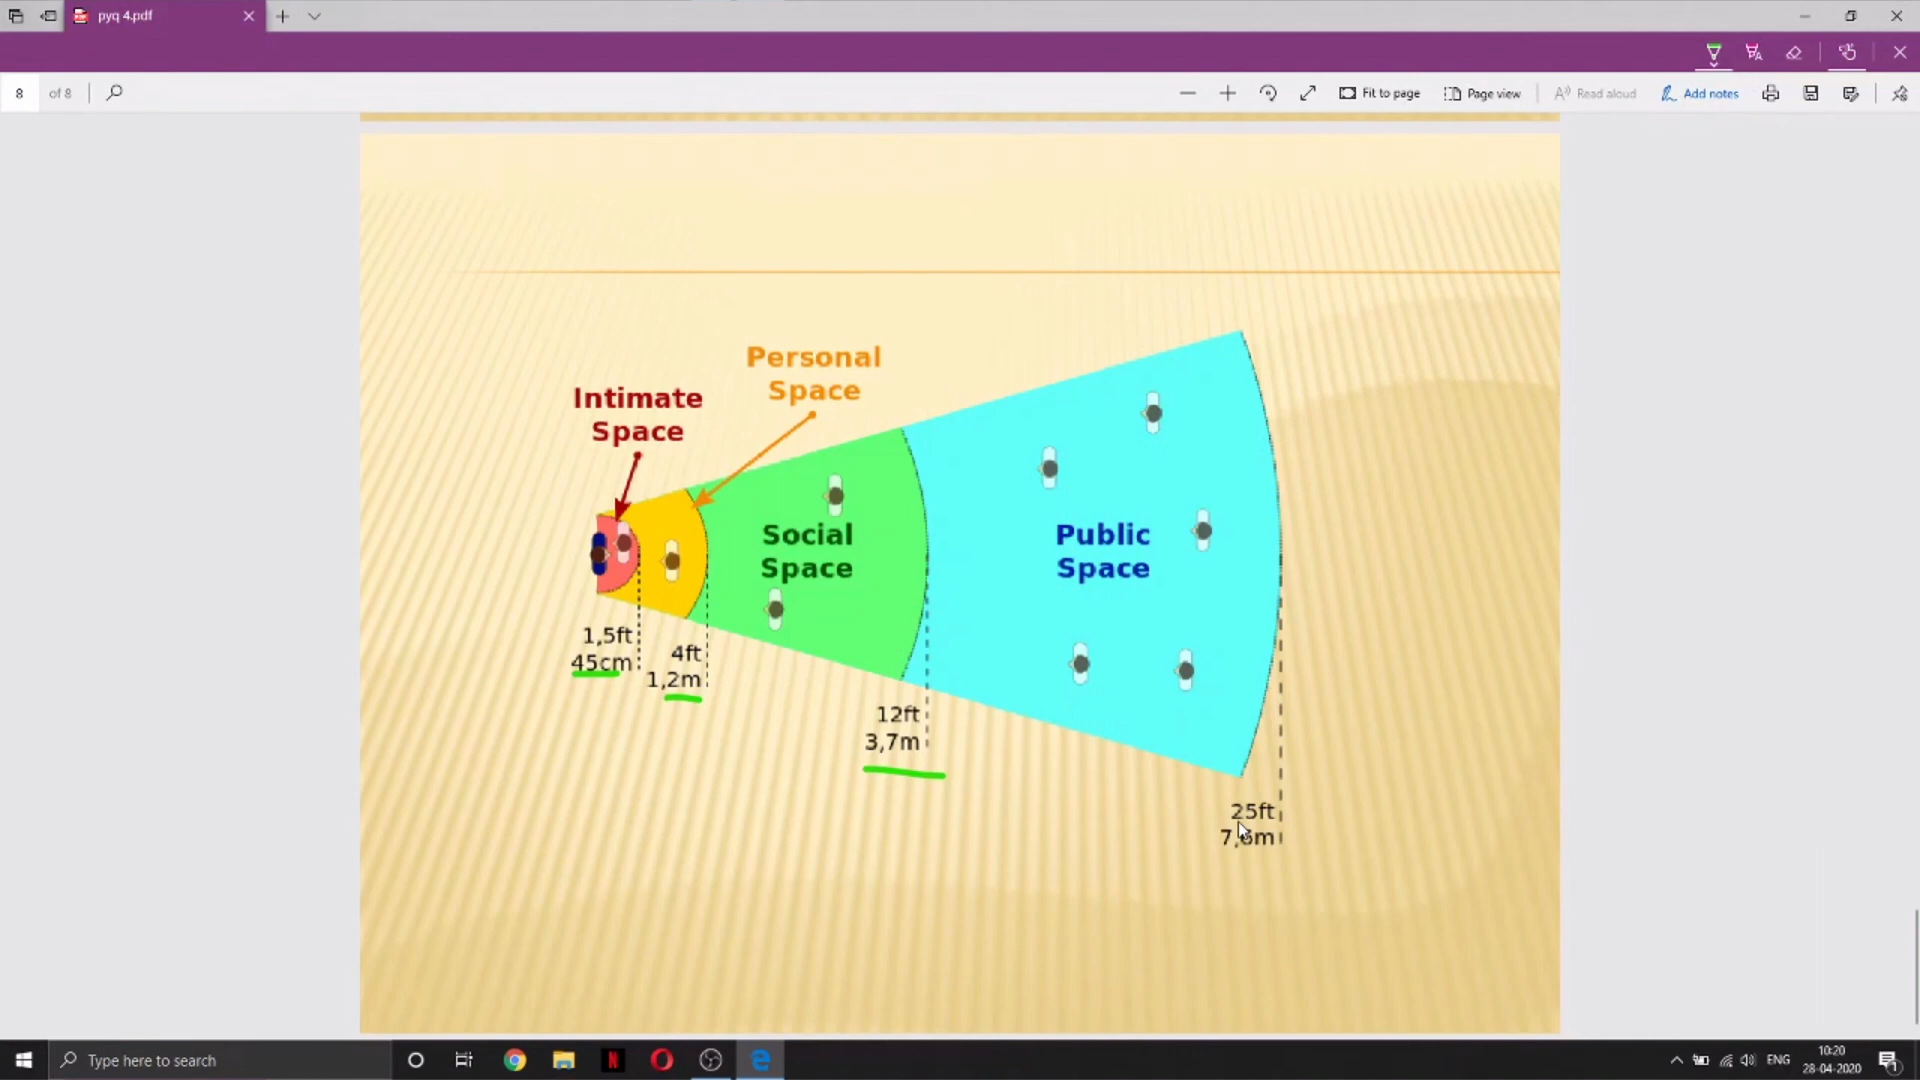 pyq 4.pdf
8 of 8
Fit to page
Page view
Read aloud
Add notes
Personal
Space
Intimate
Space
Social
Space
Public
Space
1,5ft
45cm
4ft
1,2m
12ft
3,7m
25ft
7,6m
Type here to search
ENG
10:20
28-04-2020